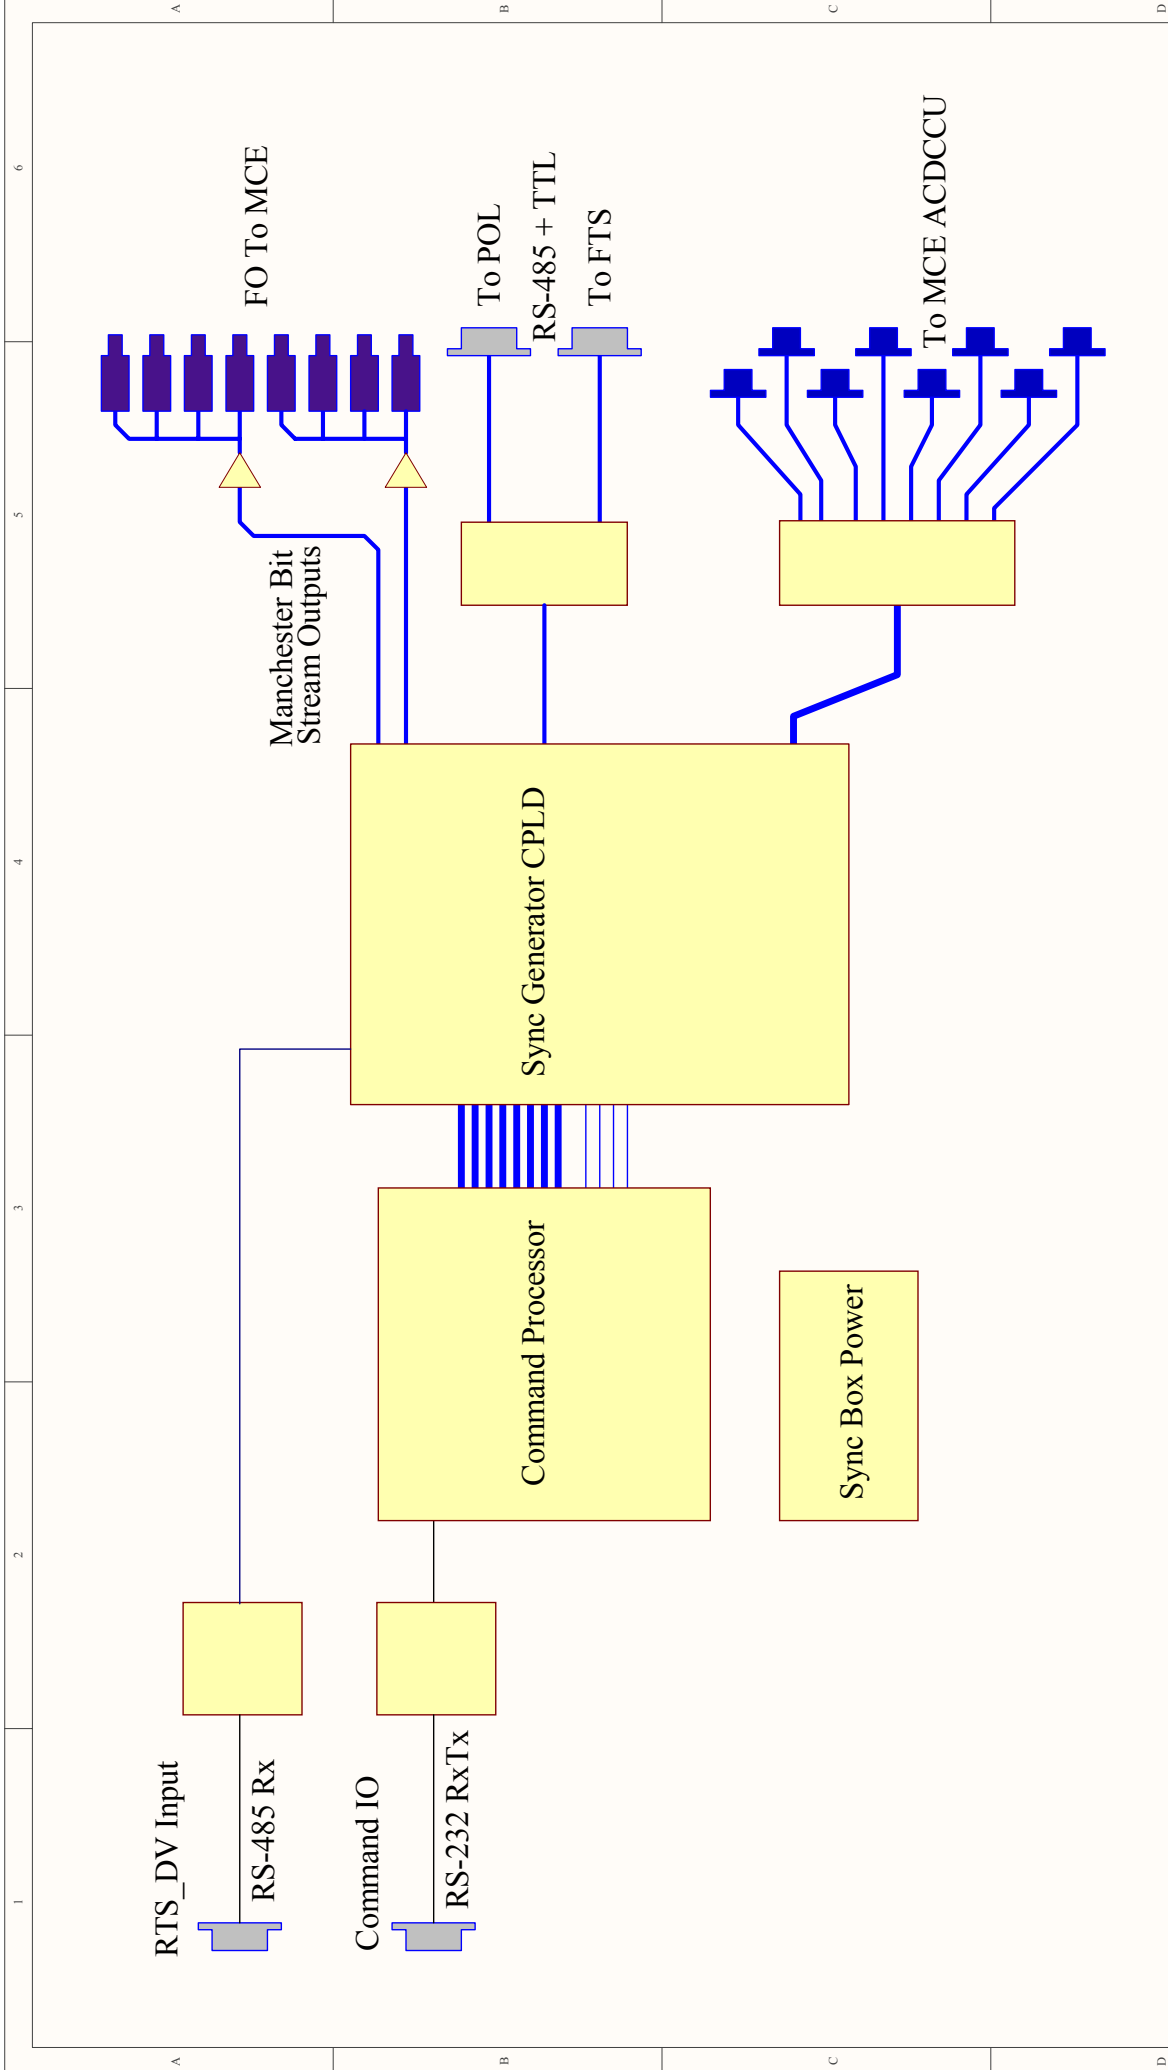 RTS_DV Input
RS-485 Rx
Command IO
RS-232 RxTx
Command Processor
Sync Box Power
Sync Generator CPLD
Manchester Bit
Stream Outputs
FO To MCE
To POL
RS-485 + TTL
To FTS
To MCE ACDCCU
1
2
3
4
5
6
A
B
C
D
A
B
C
D